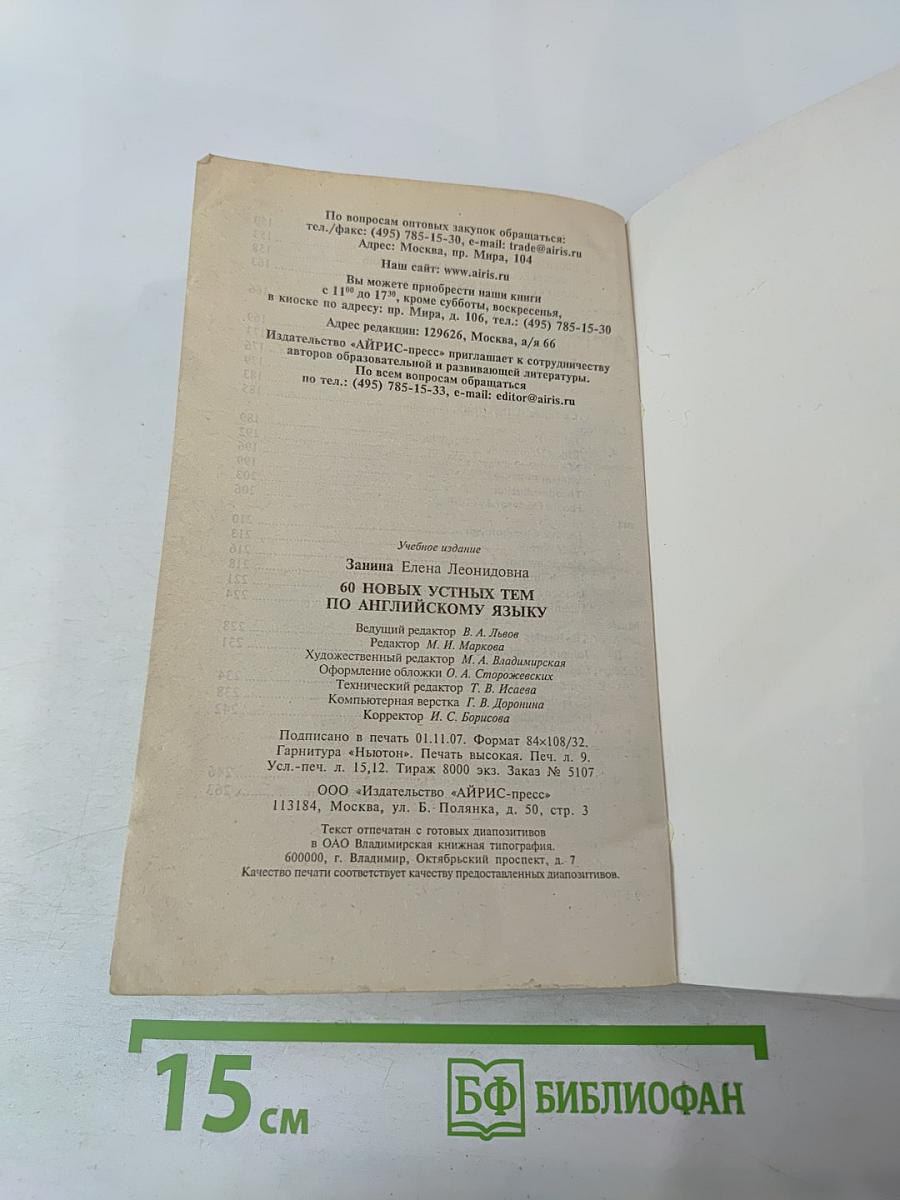 По вопросам оптовых закупок обращаться:
тел./факс: (495) 785-15-30, e-mail: trade@airis.ru
Адрес: Москва, пр. Мира, 104
Наш сайт: www.airis.ru
Вы можете приобрести наши книги
с 11⁰⁰ до 17³⁰, кроме субботы, воскресенья,
в киоске по адресу: пр. Мира, д. 106, тел.: (495) 785-15-30
Адрес редакции: 129626, Москва, а/я 66
Издательство «АЙРИС-пресс» приглашает к сотрудничеству
авторов образовательной и развивающей литературы.
По всем вопросам обращаться
по тел.: (495) 785-15-33, e-mail: editor@airis.ru
Учебное издание
Занина Елена Леонидовна
60 НОВЫХ УСТНЫХ ТЕМ
ПО АНГЛИЙСКОМУ ЯЗЫКУ
Ведущий редактор В. А. Львов
Редактор М. И. Маркова
Художественный редактор М. А. Владимирская
Оформление обложки О. А. Сторожевских
Технический редактор Т. В. Исаева
Компьютерная верстка Г. В. Доронина
Корректор И. С. Борисова
Подписано в печать 01.11.07. Формат 84×108/32.
Гарнитура «Ньютон». Печать высокая. Печ. л. 9.
Усл.-печ. л. 15,12. Тираж 8000 экз. Заказ № 5107.
ООО «Издательство «АЙРИС-пресс»
113184, Москва, ул. Б. Полянка, д. 50, стр. 3
Текст отпечатан с готовых диапозитивов
в ОАО Владимирская книжная типография.
600000, г. Владимир, Октябрьский проспект, д. 7
Качество печати соответствует качеству предоставленных диапозитивов.
15 см
БФ БИБЛИОФАН